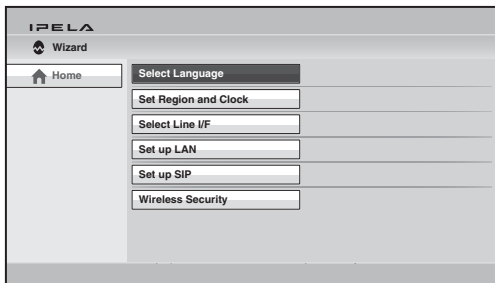 IPELA
Wizard
Home
Select Language
Set Region and Clock
Select Line I/F
Set up LAN
Set up SIP
Wireless Security